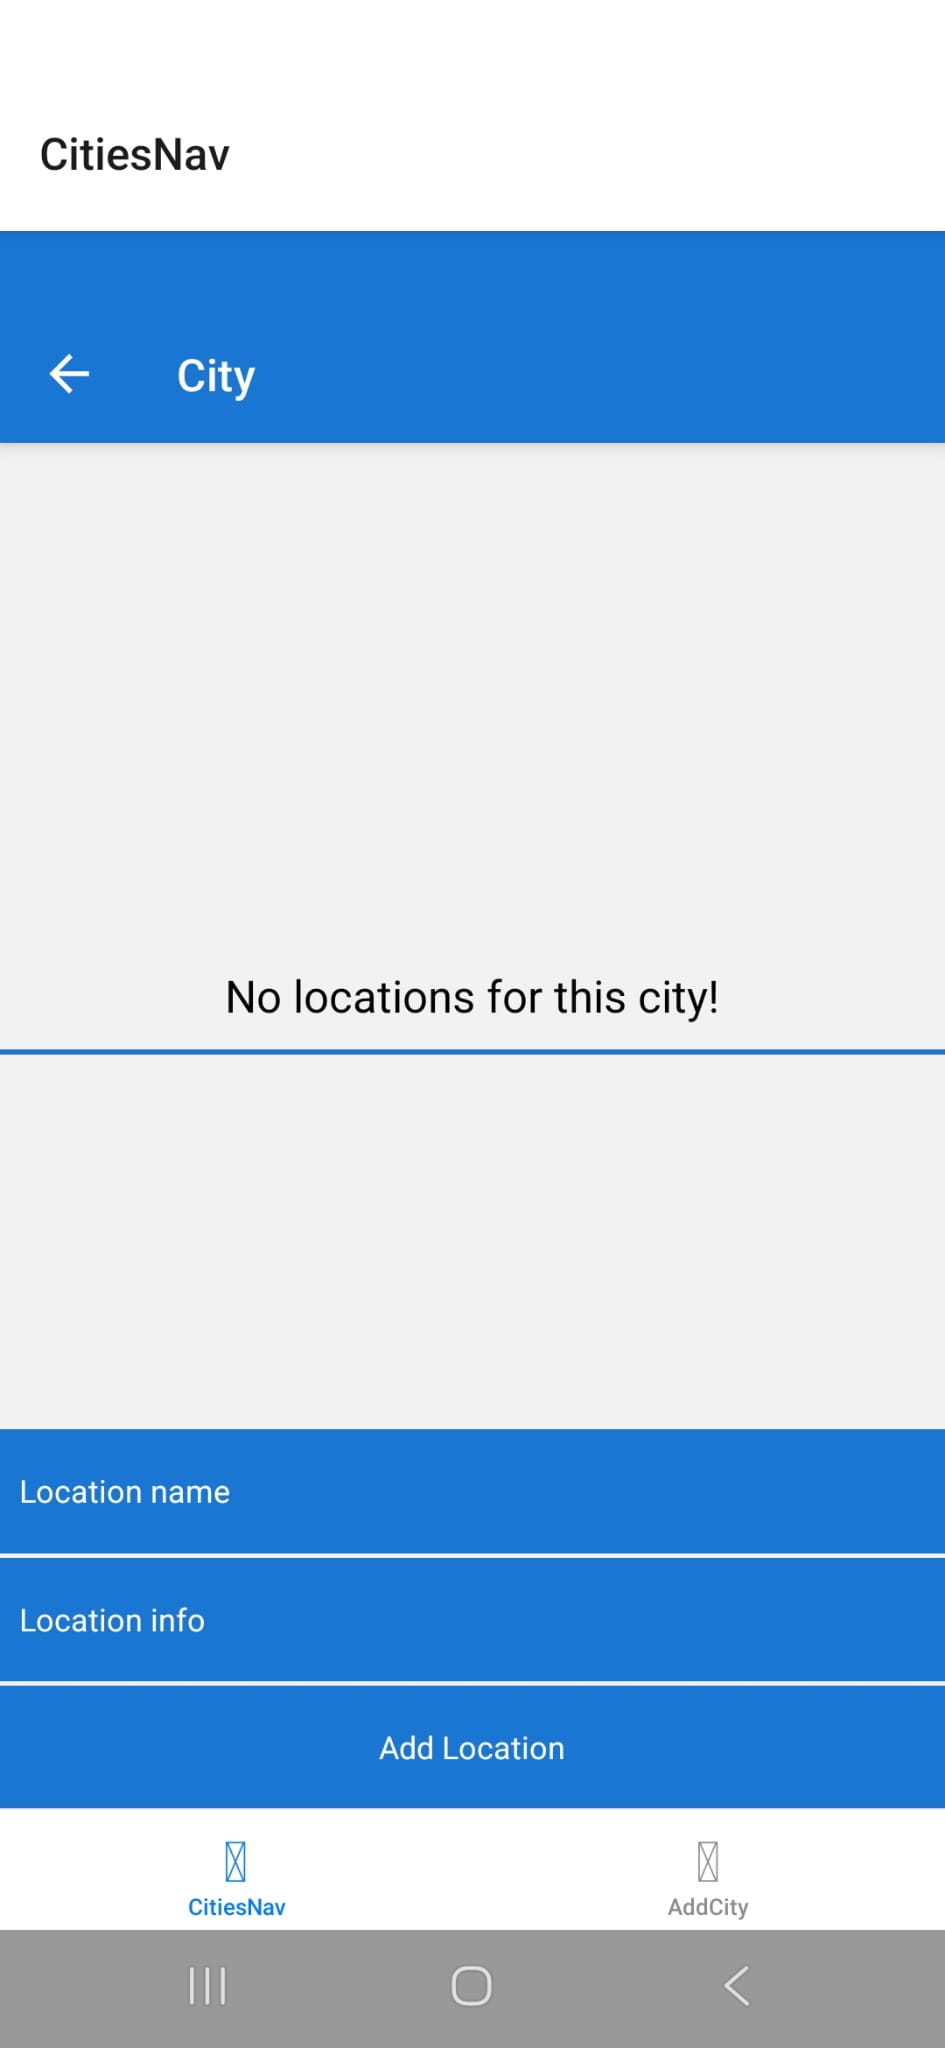 CitiesNav
City
No locations for this city!
Location name
Location info
Add Location
CitiesNav
AddCity